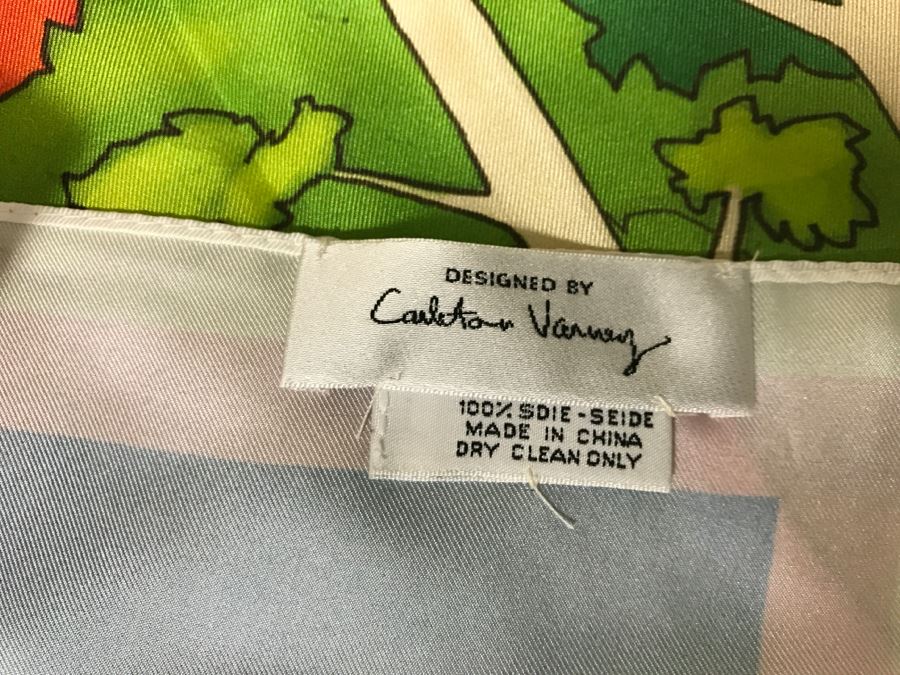 DESIGNED BY
Carleton Varney
100% SDIE-SEIDE
MADE IN CHINA
DRY CLEAN ONLY